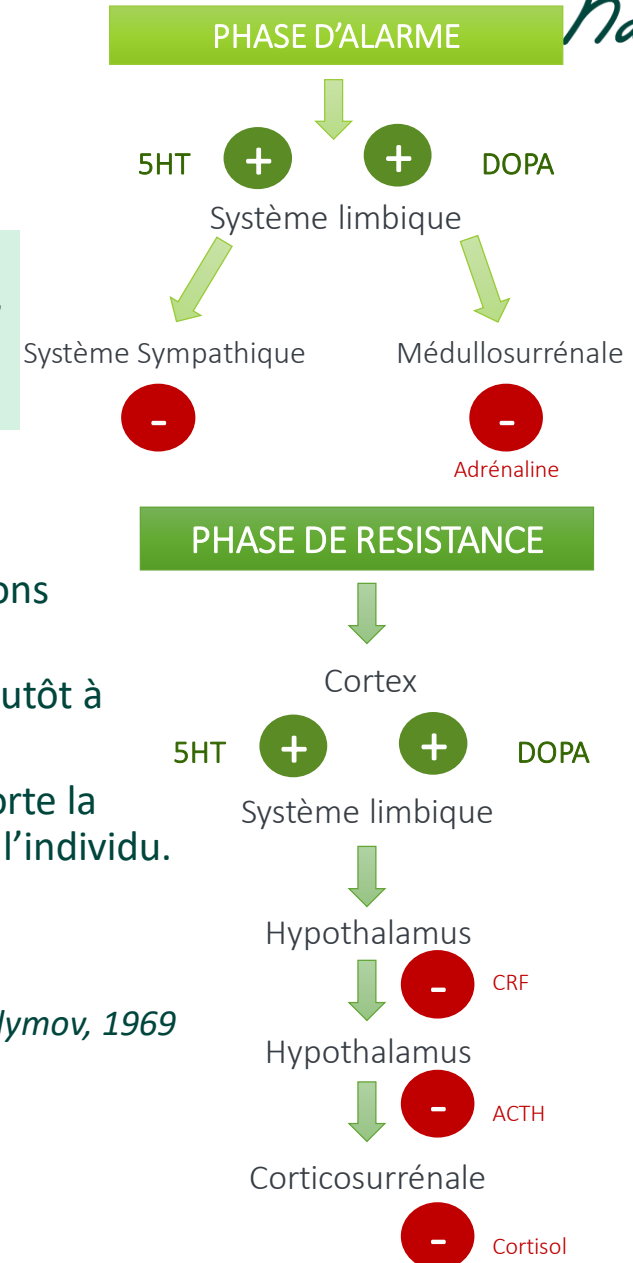 PHASE D’ALARME
5HT + + DOPA
Système limbique
Système Sympathique Médullosurrénale
- -
Adrénaline
PHASE DE RESISTANCE
ons
Cortex
utôt à
5HT + + DOPA
orte la
Système limbique
l’individu.
Hypothalamus
- CRF
lymov, 1969
Hypothalamus
- ACTH
Corticosurrénale
- Cortisol